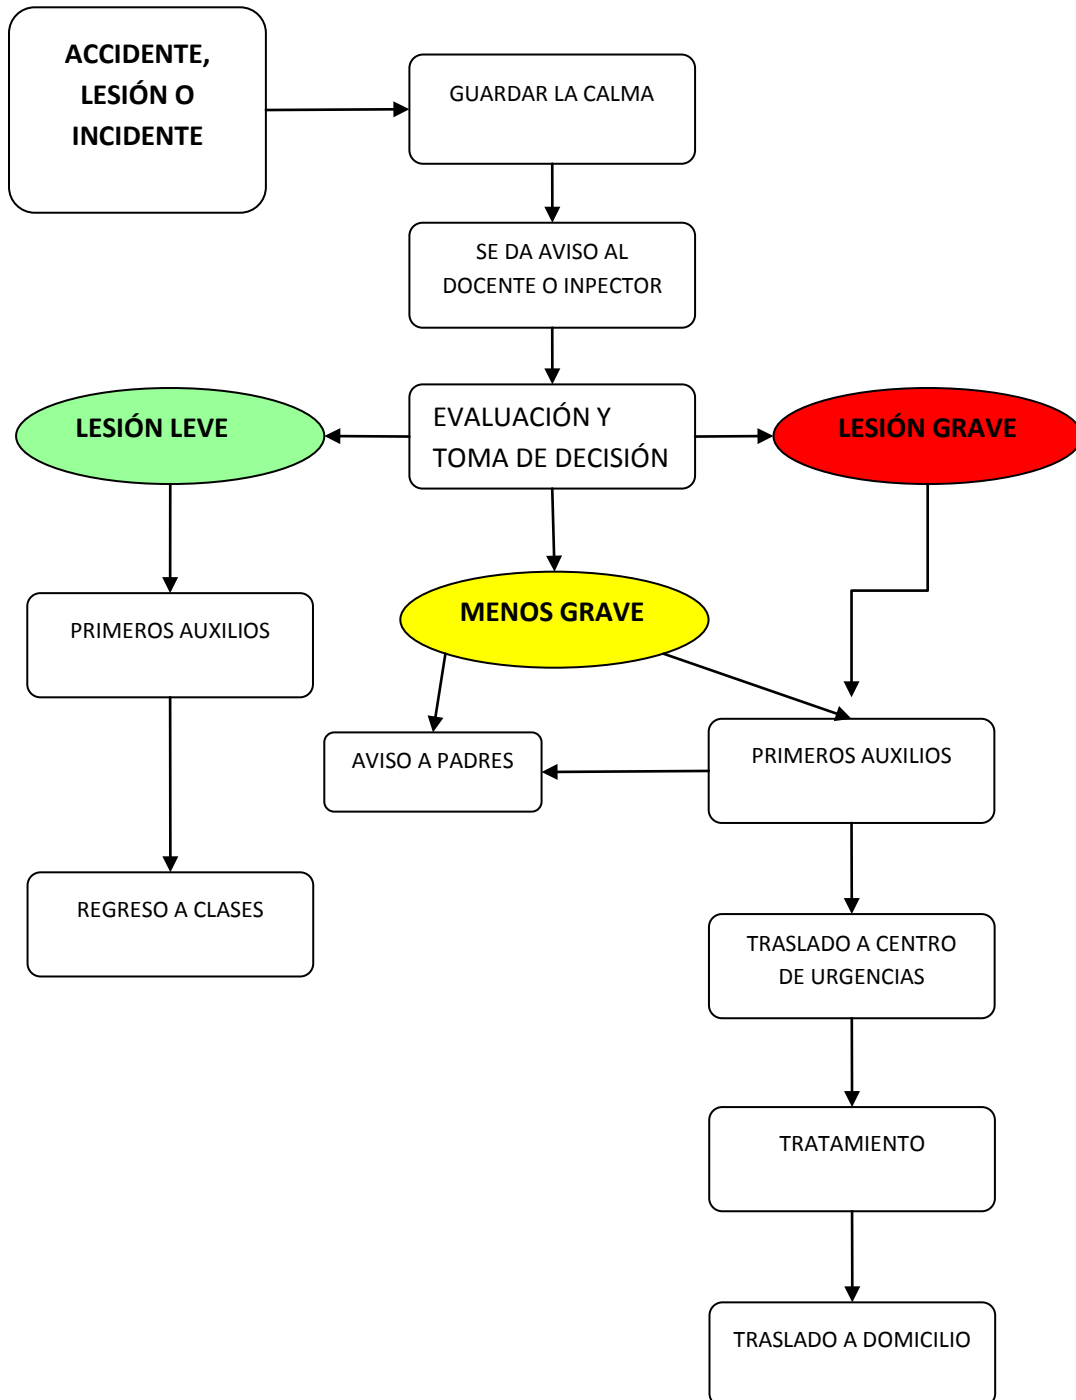 ACCIDENTE,
LESIÓN O
INCIDENTE
GUARDAR LA CALMA
SE DA AVISO AL
DOCENTE O INPECTOR
LESIÓN LEVE
EVALUACIÓN Y
TOMA DE DECISIÓN
LESIÓN GRAVE
PRIMEROS AUXILIOS
MENOS GRAVE
AVISO A PADRES
PRIMEROS AUXILIOS
REGRESO A CLASES
TRASLADO A CENTRO
DE URGENCIAS
TRATAMIENTO
TRASLADO A DOMICILIO